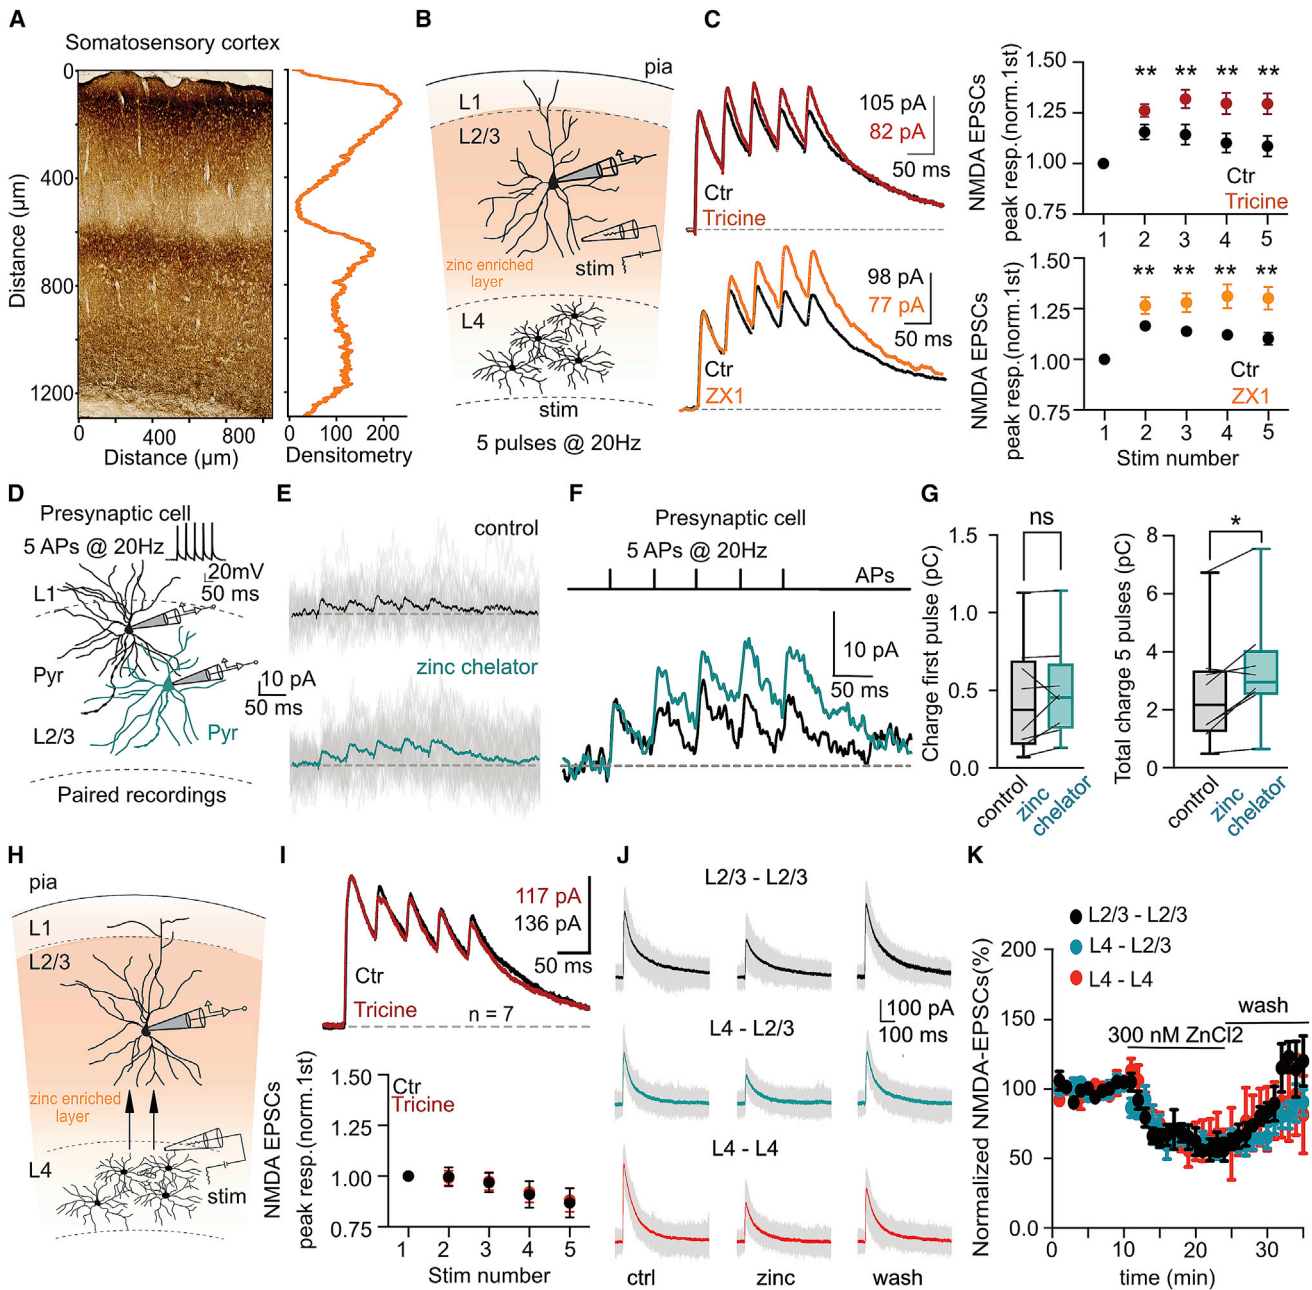 A
Somatosensory cortex
0
400
800
1200
Distance (µm)
0
400
800
Distance (µm)
0
100
200
Densitometry
B
pia
L1
L2/3
zinc enriched
layer
stim
L4
stim
5 pulses @ 20Hz
C
105 pA
82 pA
50 ms
Ctr
Tricine
98 pA
77 pA
50 ms
Ctr
ZX1
NMDA EPSCs
peak resp.(norm.1st)
1.50
1.25
1.00
0.75
** ** ** **
Ctr
Tricine
1 2 3 4 5
NMDA EPSCs
peak resp.(norm.1st)
1.50
1.25
1.00
0.75
** ** ** **
Ctr
ZX1
1 2 3 4 5
Stim number
D
Presynaptic cell
5 APs @ 20Hz
20mV
50 ms
L1
Pyr
10 pA
50 ms
L2/3
Pyr
Paired recordings
E
control
zinc chelator
F
Presynaptic cell
5 APs @ 20Hz
APs
10 pA
50 ms
G
Charge first pulse (pC)
1.5
1.0
0.5
0.0
ns
control
zinc
chelator
Total charge 5 pulses (pC)
8
6
4
2
0
*
control
zinc
chelator
H
pia
L1
L2/3
zinc enriched
layer
L4
stim
I
117 pA
136 pA
50 ms
Ctr
Tricine
n = 7
NMDA EPSCs
peak resp.(norm.1st)
1.50
1.25
1.00
0.75
Ctr
Tricine
1 2 3 4 5
Stim number
J
L2/3 - L2/3
100 pA
100 ms
L4 - L2/3
L4 - L4
ctrl
zinc
wash
K
L2/3 - L2/3
L4 - L2/3
L4 - L4
Normalized NMDA-EPSCs(%)
200
150
100
50
0.0
wash
300 nM ZnCl2
0 10 20 30
time (min)